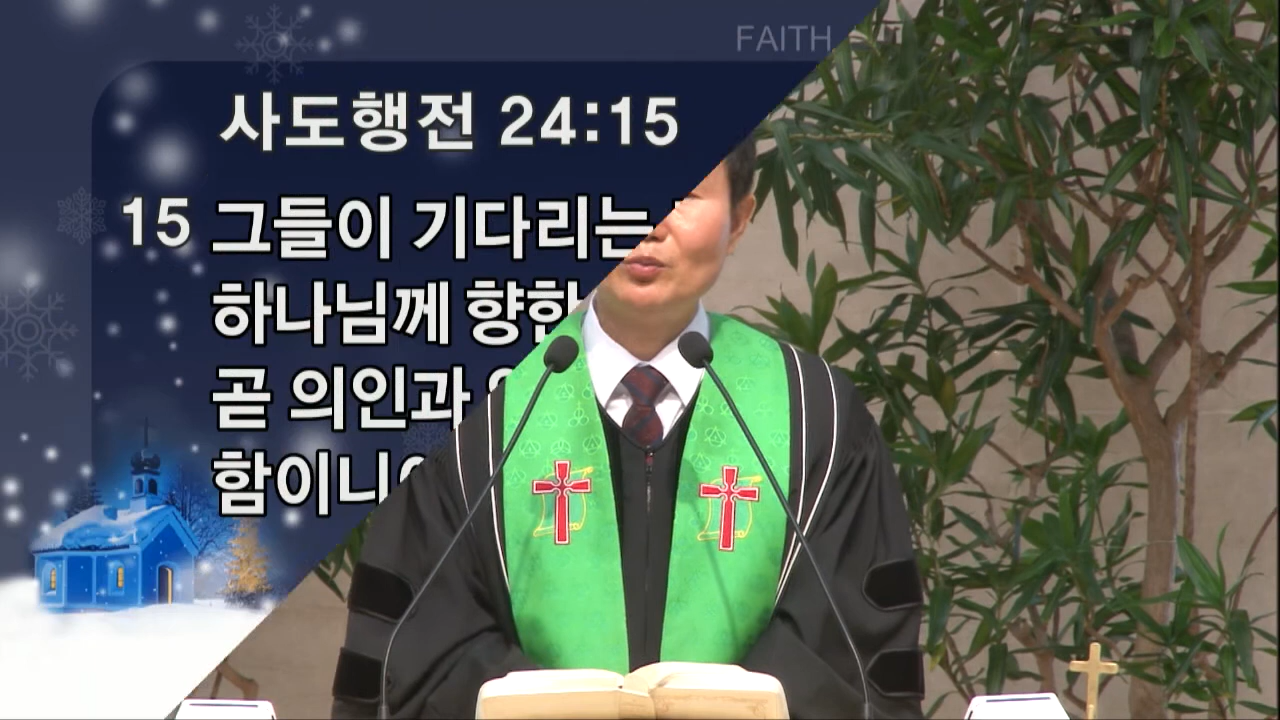 FAITH
사도행전 24:15
15 그들이 기다리는
하나님께 향한
곧 의인과
함이니